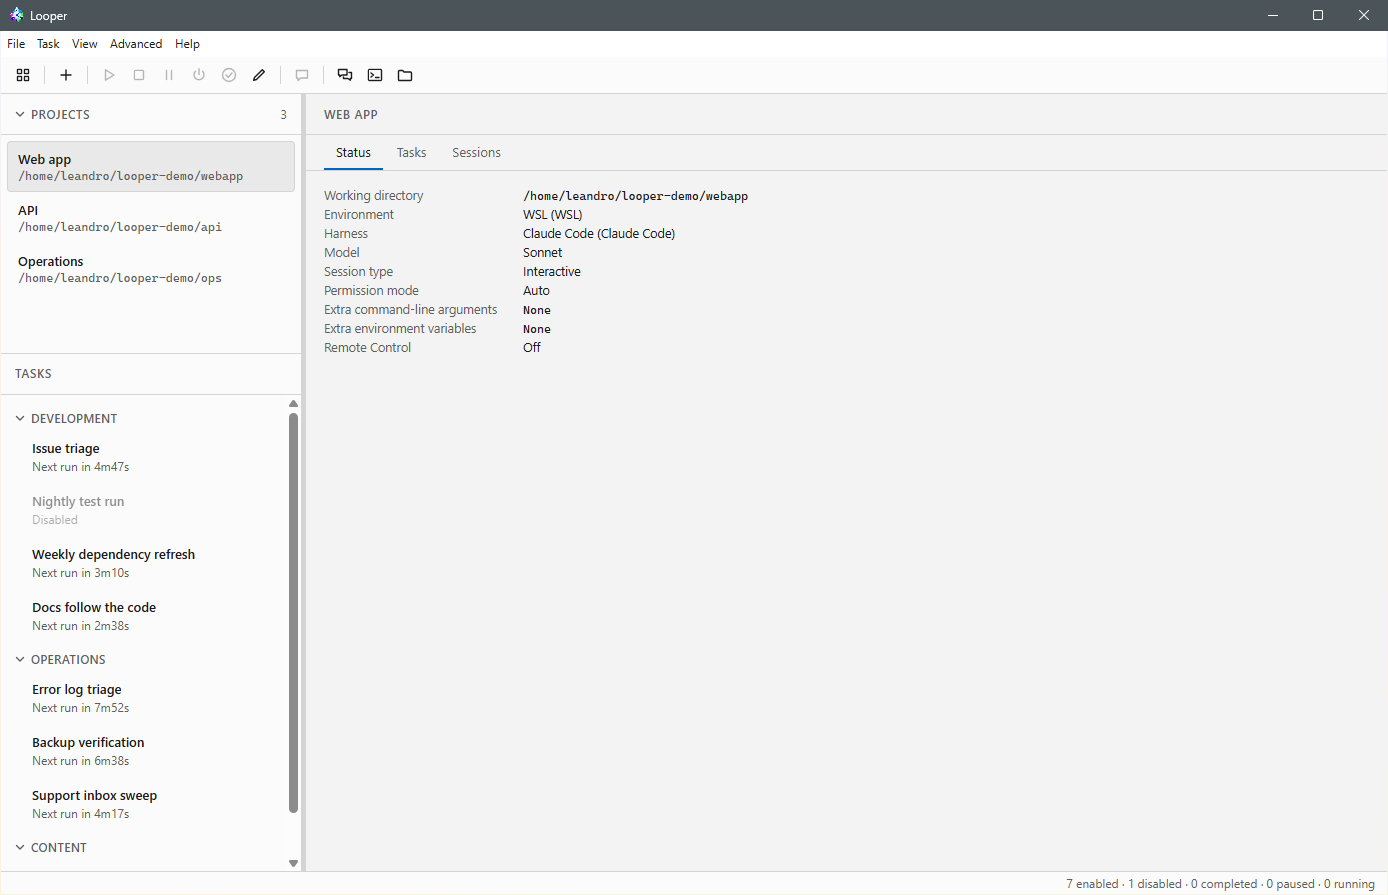 Looper
File Task View Advanced Help
PROJECTS 3
Web app
/home/leandro/looper-demo/webapp
API
/home/leandro/looper-demo/api
Operations
/home/leandro/looper-demo/ops
TASKS
DEVELOPMENT
Issue triage
Next run in 4m47s
Nightly test run
Disabled
Weekly dependency refresh
Next run in 3m10s
Docs follow the code
Next run in 2m38s
OPERATIONS
Error log triage
Next run in 7m52s
Backup verification
Next run in 6m38s
Support inbox sweep
Next run in 4m17s
CONTENT
WEB APP
Status Tasks Sessions
Working directory /home/leandro/looper-demo/webapp
Environment WSL (WSL)
Harness Claude Code (Claude Code)
Model Sonnet
Session type Interactive
Permission mode Auto
Extra command-line arguments None
Extra environment variables None
Remote Control Off
7 enabled · 1 disabled · 0 completed · 0 paused · 0 running